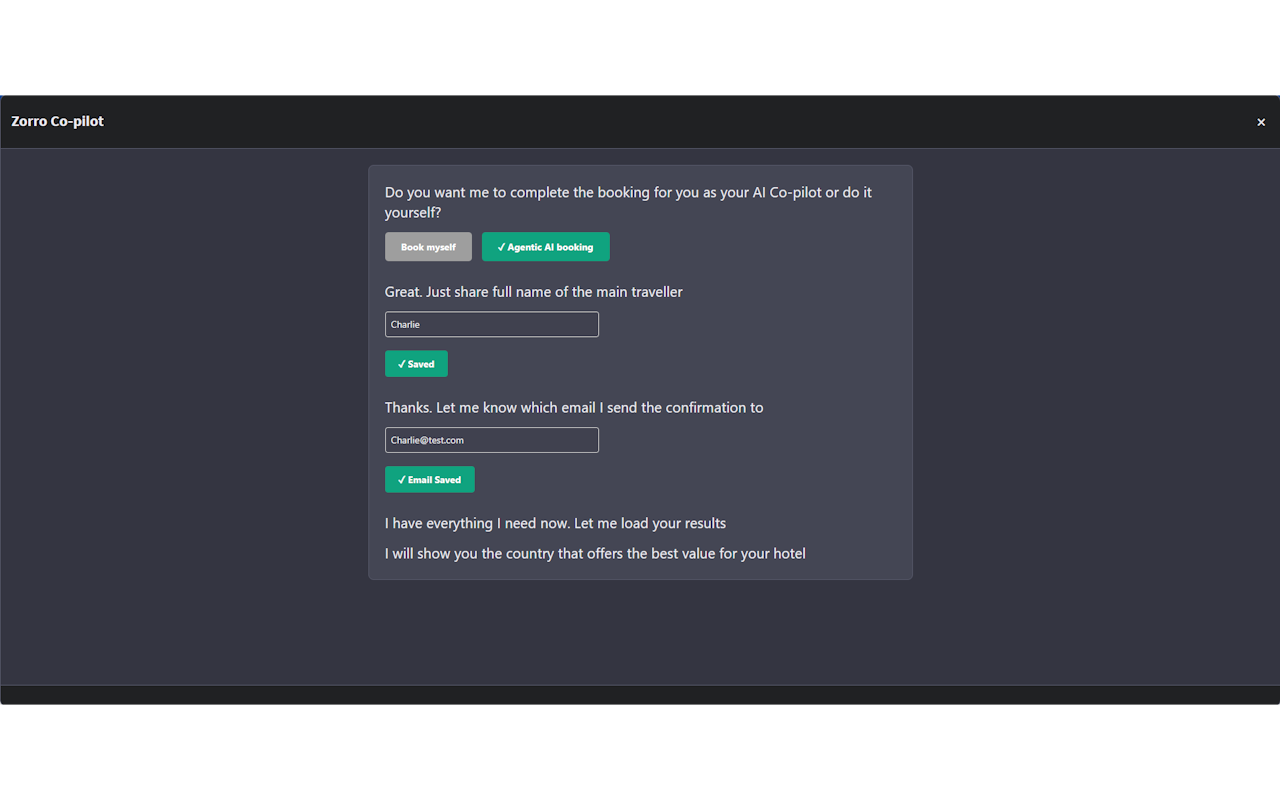 Zorro Co-pilot
×
Do you want me to complete the booking for you as your AI Co-pilot or do it
yourself?
Book myself
✓ Agentic AI booking
Great. Just share full name of the main traveller
Charlie
✓ Saved
Thanks. Let me know which email I send the confirmation to
Charlie@test.com
✓ Email Saved
I have everything I need now. Let me load your results
I will show you the country that offers the best value for your hotel